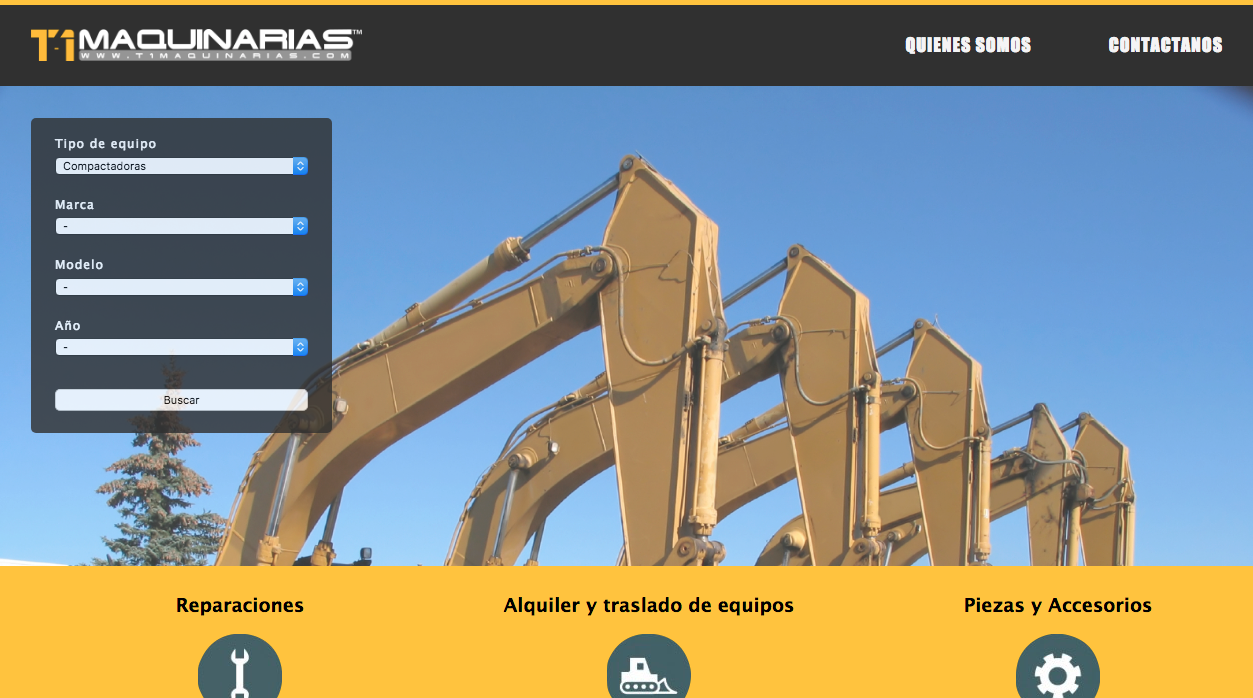 T-1 MAQUINARIAS™
WWW.T1MAQUINARIAS.COM
QUIENES SOMOS
CONTACTANOS
Tipo de equipo
Compactadoras
Marca
-
Modelo
-
Año
-
Buscar
Reparaciones
Alquiler y traslado de equipos
Piezas y Accesorios